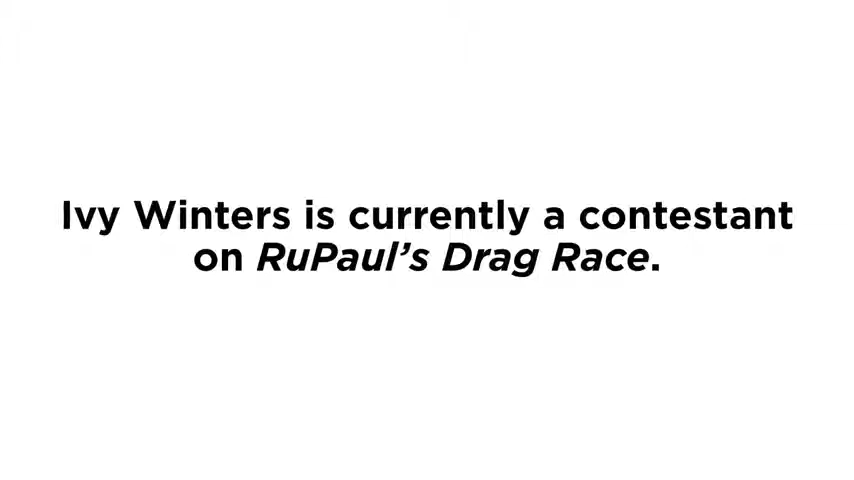 Ivy Winters is currently a contestant
on RuPaul’s Drag Race.